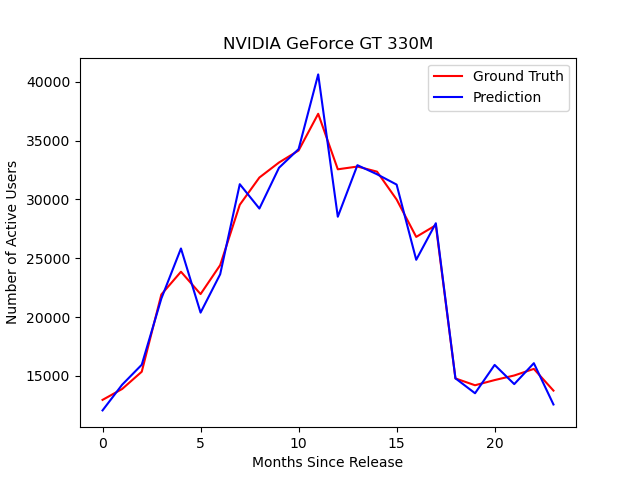 NVIDIA GeForce GT 330M
Ground Truth
Prediction
Number of Active Users
40000
35000
30000
25000
20000
15000
0 5 10 15 20
Months Since Release